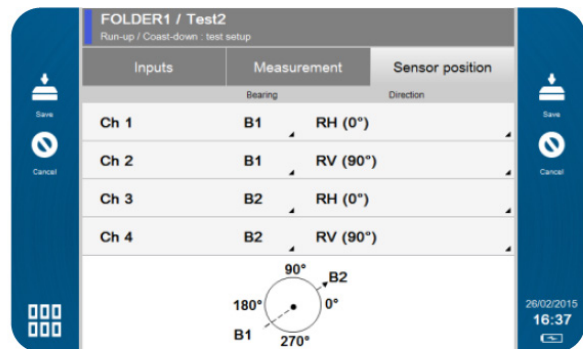 FOLDER1 / Test2
Run-up / Coast-down : test setup
Inputs Measurement Sensor position
Bearing Direction
Ch 1 B1 RH (0°)
Ch 2 B1 RV (90°)
Ch 3 B2 RH (0°)
Ch 4 B2 RV (90°)
Save
Cancel
Save
Cancel
90°
B2
180° 0°
B1
270°
26/02/2015
16:37